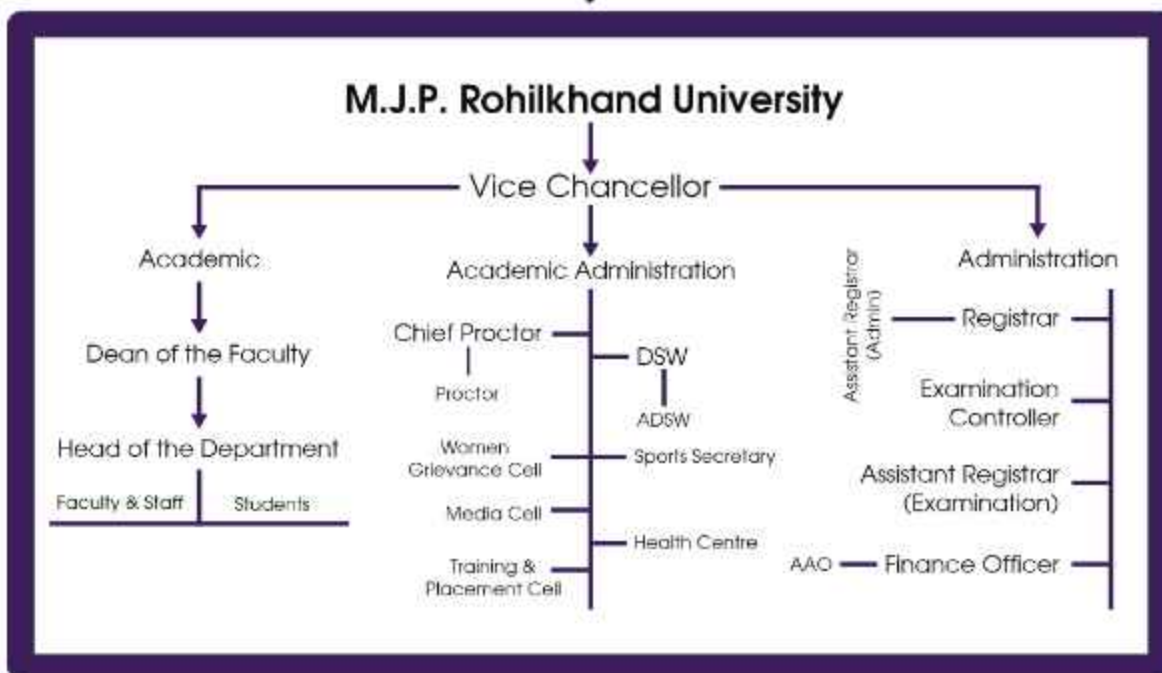 M.J.P. Rohilkhand University
Vice Chancellor
Academic
Dean of the Faculty
Head of the Department
Faculty & Staff
Students
Academic Administration
Chief Proctor
Proctor
DSW
ADSW
Women
Grievance Cell
Sports Secretary
Media Cell
Health Centre
Training &
Placement Cell
Administration
Registrar
Assistant Registrar
(Admin)
Examination
Controller
Assistant Registrar
(Examination)
Finance Officer
AAO